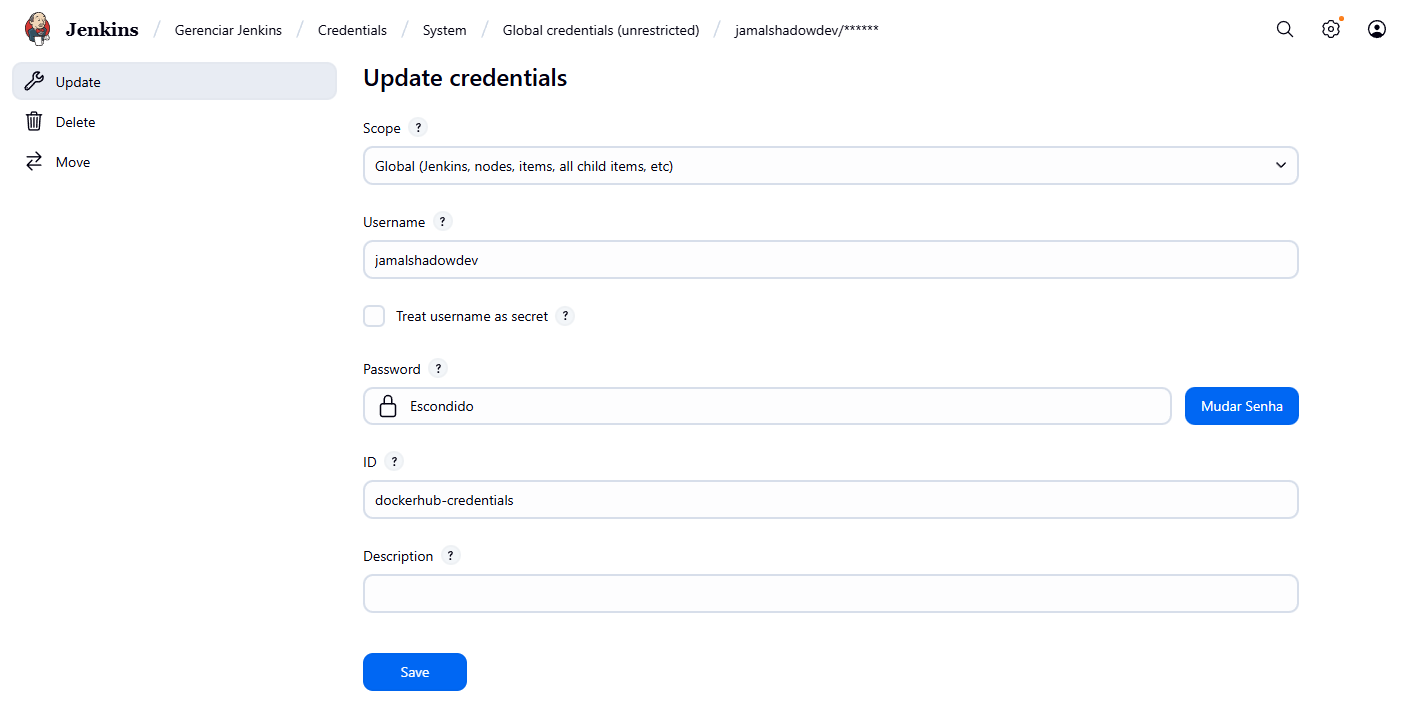 Jenkins / Gerenciar Jenkins / Credentials / System / Global credentials (unrestricted) / jamalshadowdev/******
Update
Delete
Move
Update credentials
Scope ?
Global (Jenkins, nodes, items, all child items, etc)
Username ?
jamalshadowdev
Treat username as secret ?
Password ?
Escondido
Mudar Senha
ID ?
dockerhub-credentials
Description ?
Save